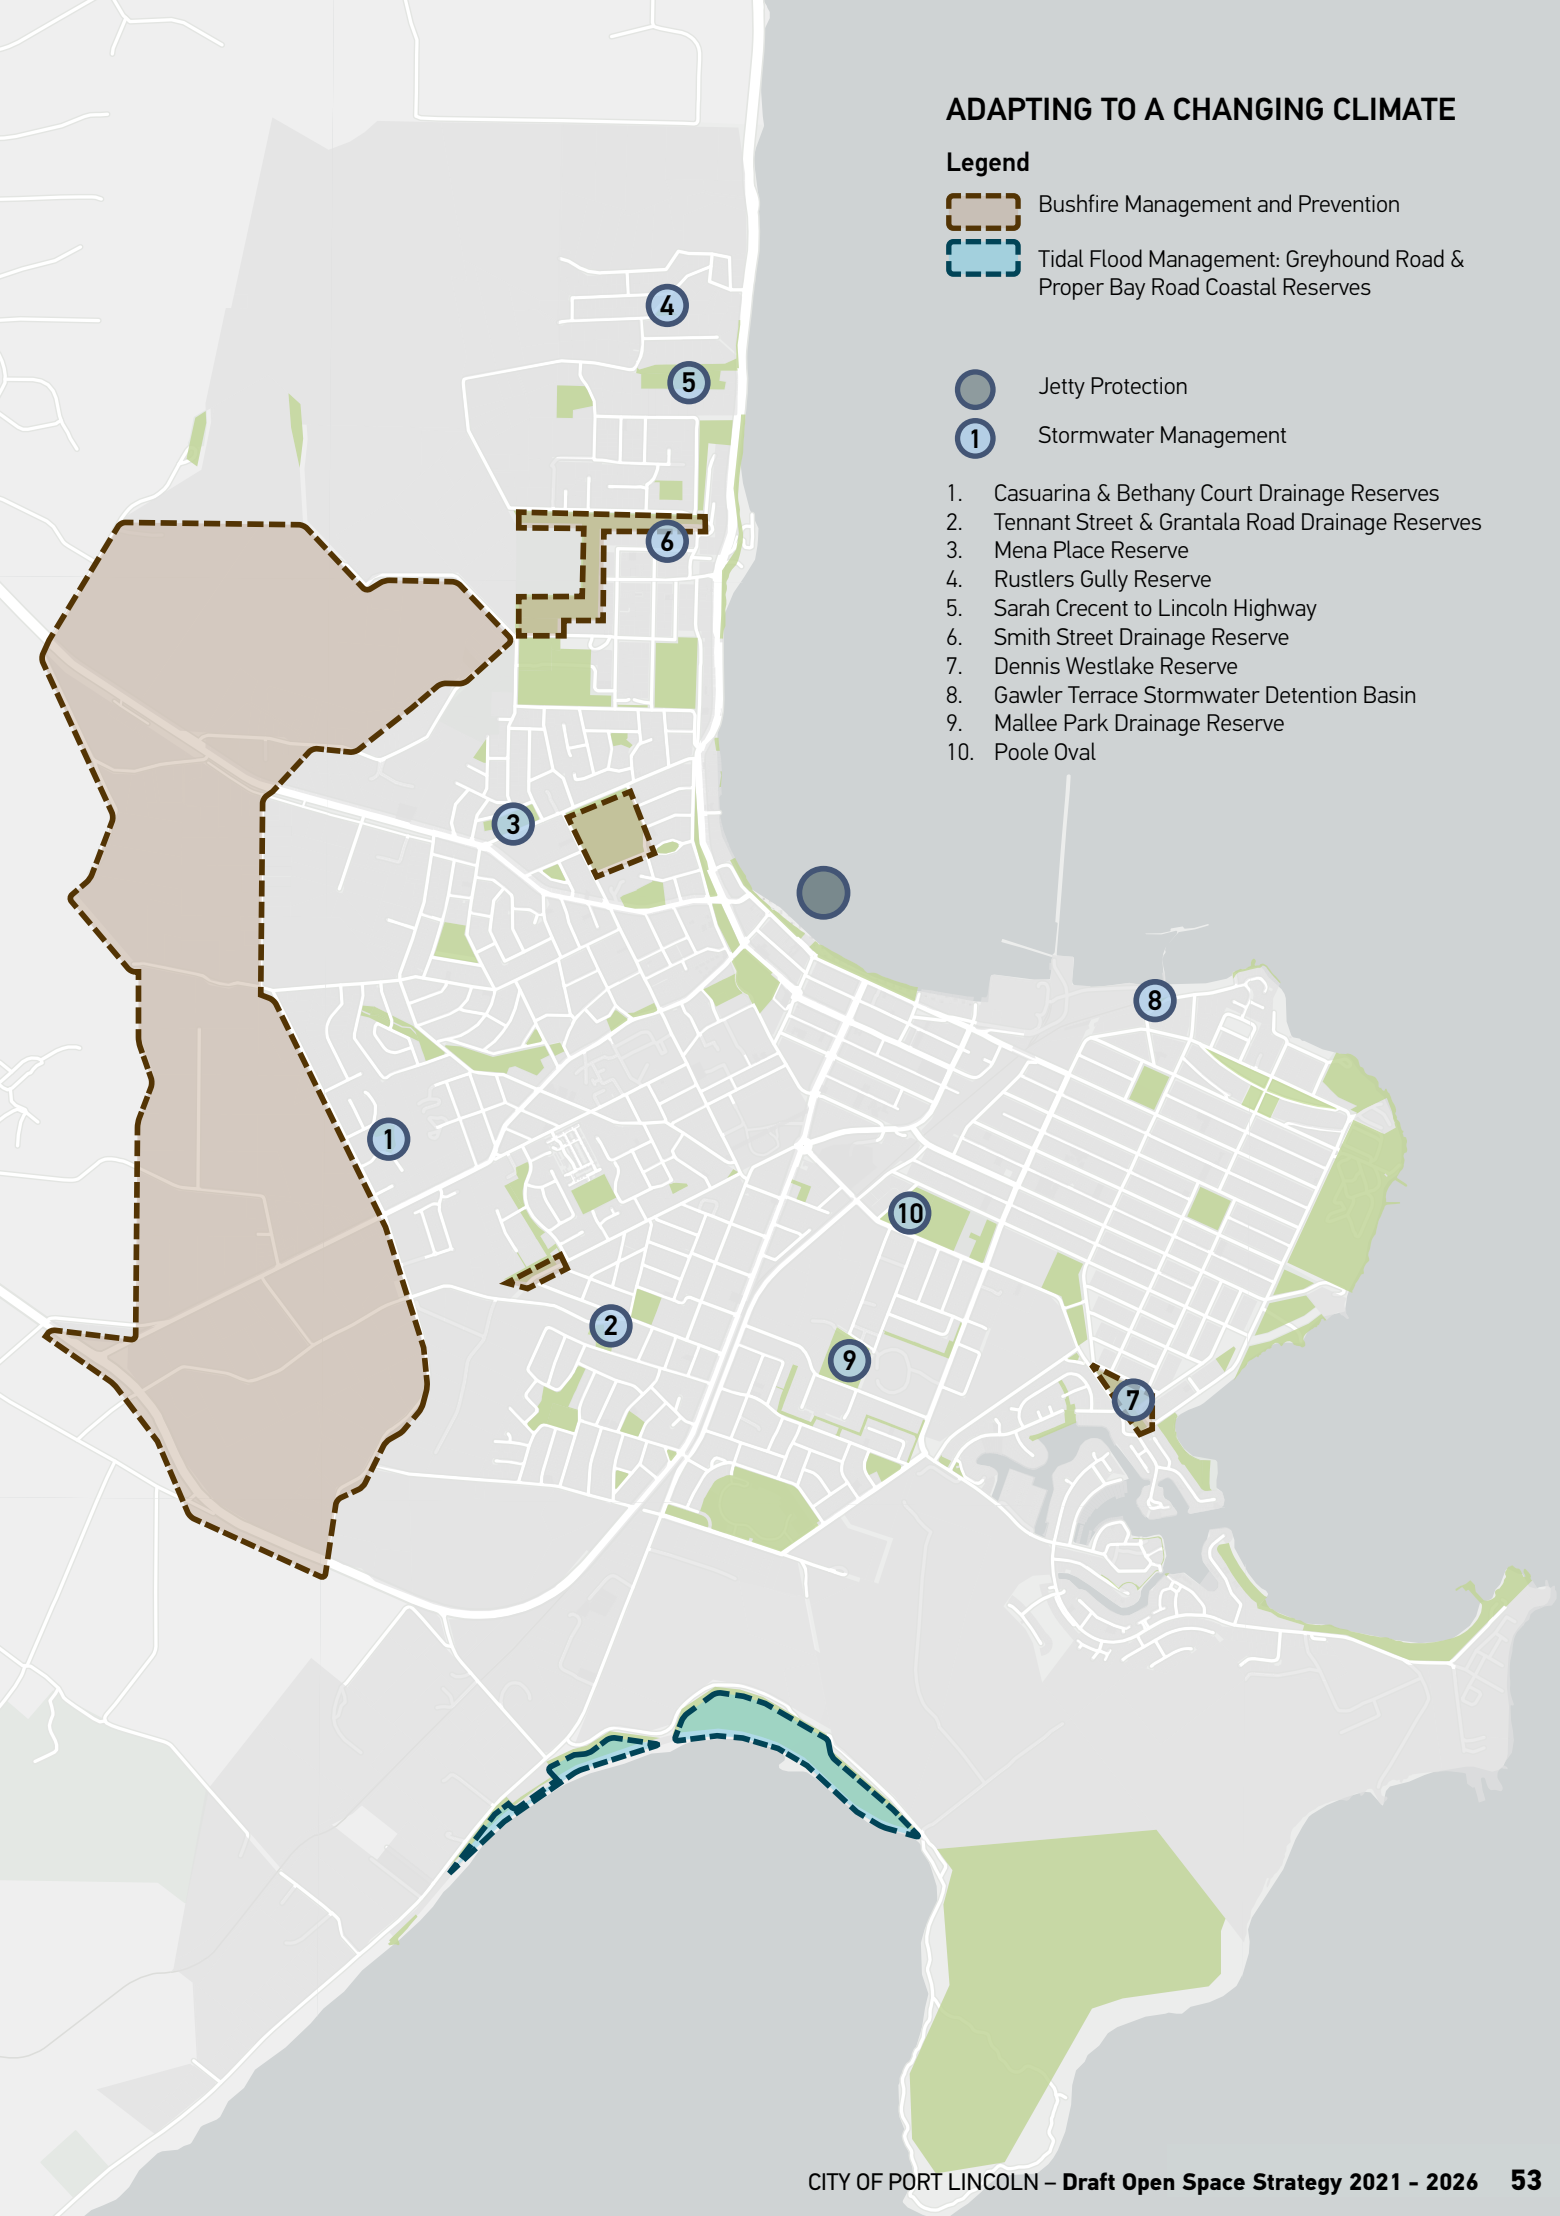 ADAPTING TO A CHANGING CLIMATE
Legend
Bushfire Management and Prevention
Tidal Flood Management: Greyhound Road &
Proper Bay Road Coastal Reserves
Jetty Protection
1 Stormwater Management
1. Casuarina & Bethany Court Drainage Reserves
2. Tennant Street & Grantala Road Drainage Reserves
3. Mena Place Reserve
4. Rustlers Gully Reserve
5. Sarah Crecent to Lincoln Highway
6. Smith Street Drainage Reserve
7. Dennis Westlake Reserve
8. Gawler Terrace Stormwater Detention Basin
9. Mallee Park Drainage Reserve
10. Poole Oval
4
5
6
3
8
1
10
2
9
7
CITY OF PORT LINCOLN – Draft Open Space Strategy 2021 - 2026 53